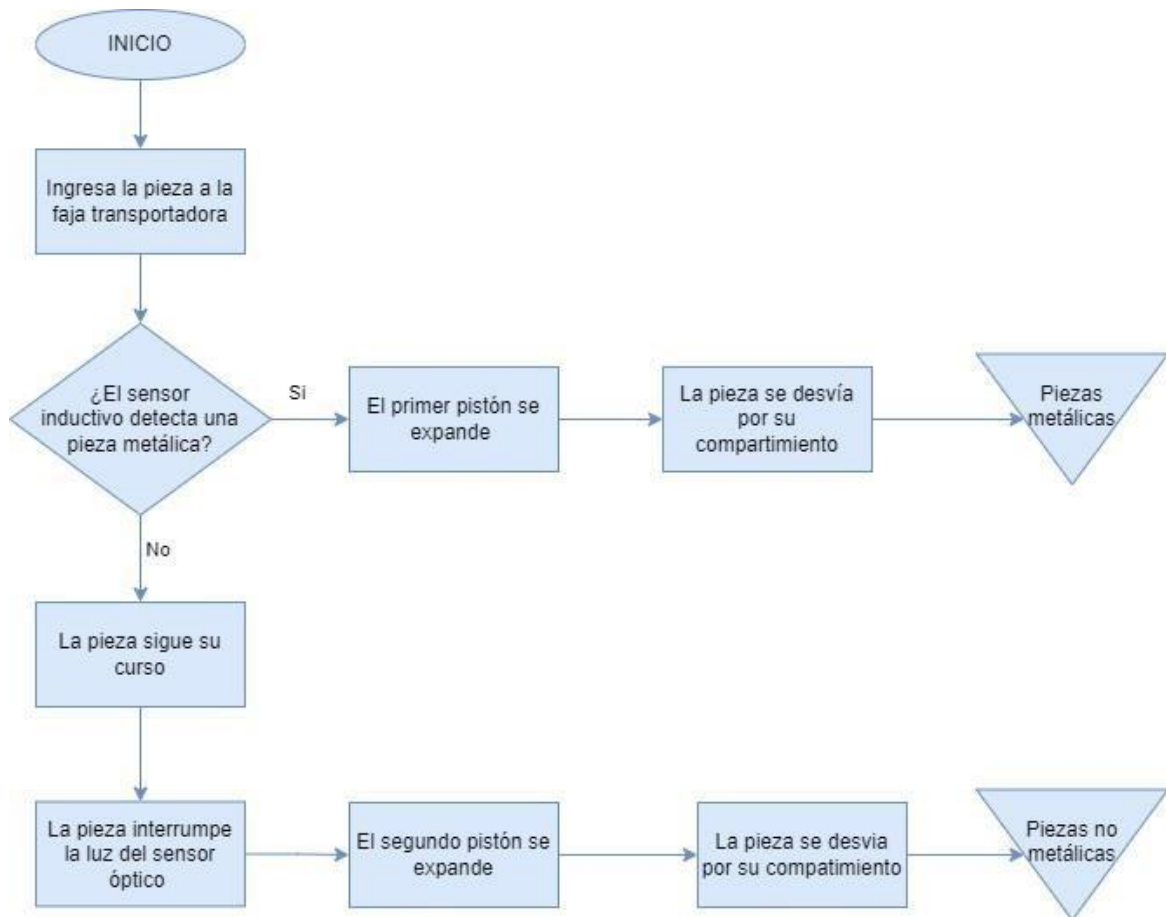 INICIO
Ingresa la pieza a la
faja transportadora
¿El sensor
inductivo detecta una
pieza metálica?
Si
El primer pistón se
expande
La pieza se desvía
por su
compartimiento
Piezas
metálicas
No
La pieza sigue su
curso
La pieza interrumpe
la luz del sensor
óptico
El segundo pistón se
expande
La pieza se desvia
por su compatimiento
Piezas no
metálicas